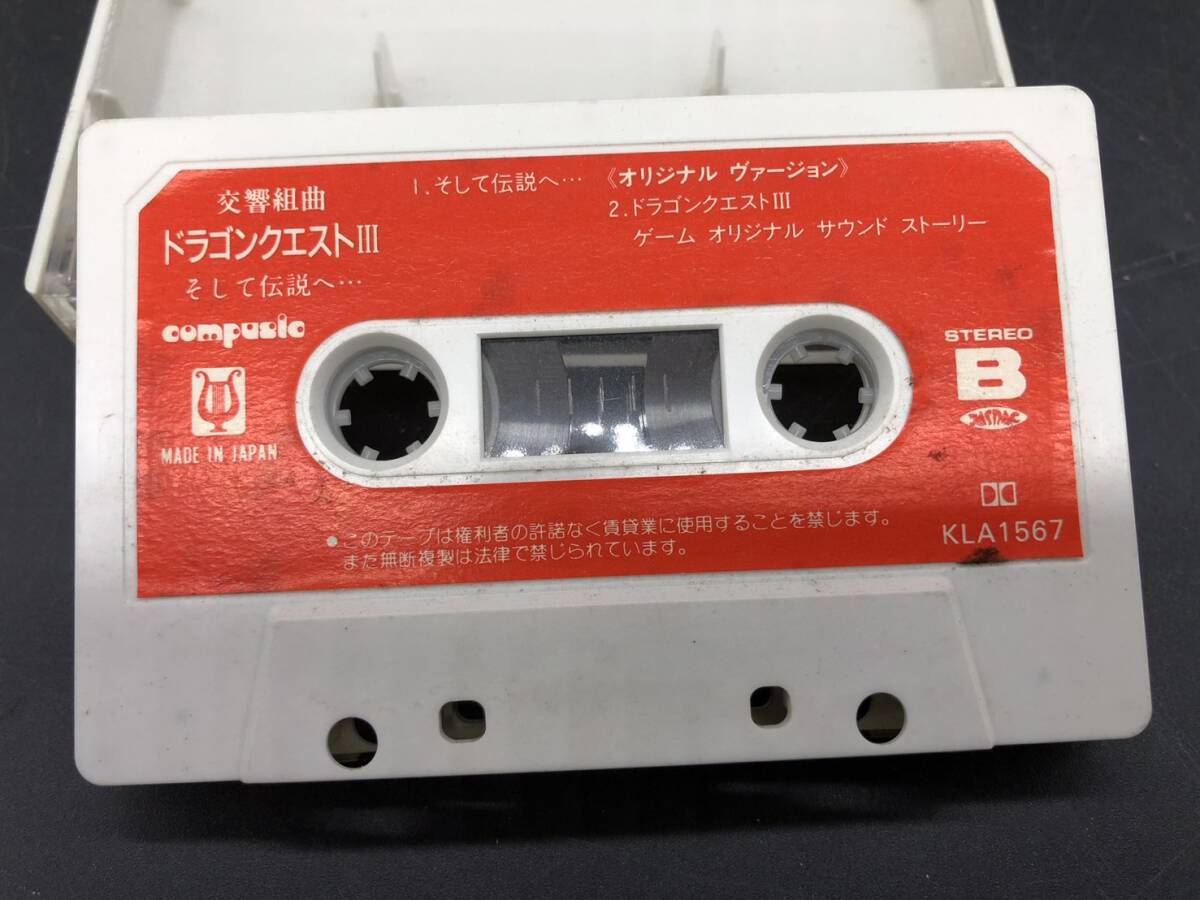 交響組曲
ドラゴンクエストIII
そして伝説へ…
compusic
MADE IN JAPAN
1.そして伝説へ…
《オリジナル ヴァージョン》
2.ドラゴンクエストIII
ゲーム オリジナル サウンド ストーリー
STEREO
B
JASRAC
KLA1567
●このテープは権利者の許諾なく賃貸業に使用することを禁じます。
また無断複製は法律で禁じられています。